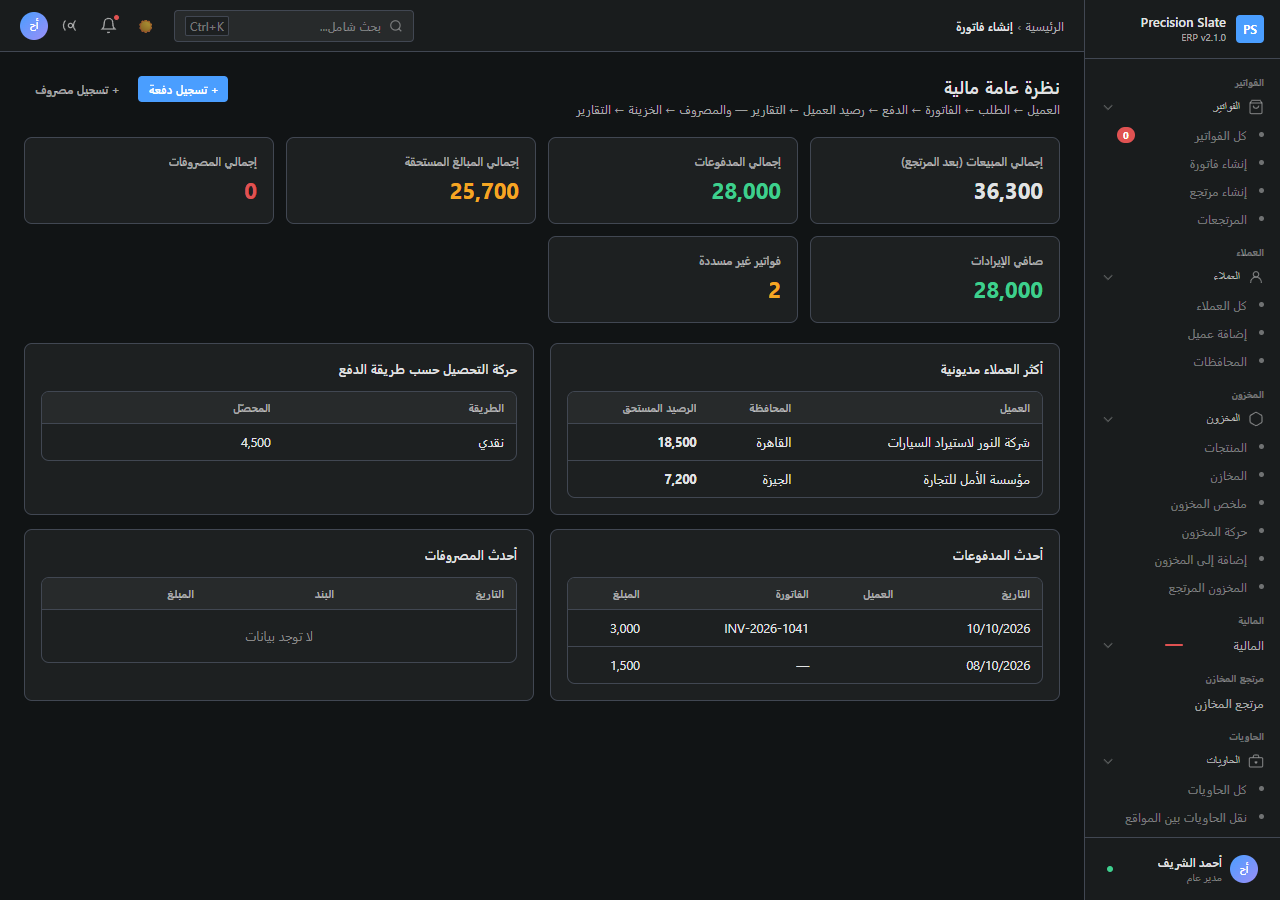 PS
Precision Slate
ERP v2.1.0
الرئيسية › إنشاء فاتورة
بحث شامل...
Ctrl+K
أح
الفواتير
الفواتير
كل الفواتير
0
إنشاء فاتورة
إنشاء مرتجع
المرتجعات
العملاء
العملاء
كل العملاء
إضافة عميل
المحافظات
المخزون
المخزون
المنتجات
المخازن
ملخص المخزون
حركة المخزون
إضافة إلى المخزون
المخزون المرتجع
المالية
المالية
مرتجع المخازن
مرتجع المخازن
الحاويات
الحاويات
كل الحاويات
نقل الحاويات بين المواقع
أح
أحمد الشريف
مدير عام
نظرة عامة مالية
العميل ← الطلب ← الفاتورة ← الدفع ← رصيد العميل ← التقارير — والمصروف ← الخزينة ← التقارير
+ تسجيل دفعة
+ تسجيل مصروف
إجمالي المبيعات (بعد المرتجع)
36,300
إجمالي المدفوعات
28,000
إجمالي المبالغ المستحقة
25,700
إجمالي المصروفات
0
صافي الإيرادات
28,000
فواتير غير مسددة
2
أكثر العملاء مديونية
العميل المحافظة الرصيد المستحق
شركة النور لاستيراد السيارات القاهرة 18,500
مؤسسة الأمل للتجارة الجيزة 7,200
حركة التحصيل حسب طريقة الدفع
الطريقة المحصّل
نقدي 4,500
أحدث المدفوعات
التاريخ العميل الفاتورة المبلغ
10/10/2026 INV-2026-1041 3,000
08/10/2026 — 1,500
أحدث المصروفات
التاريخ البند المبلغ
لا توجد بيانات